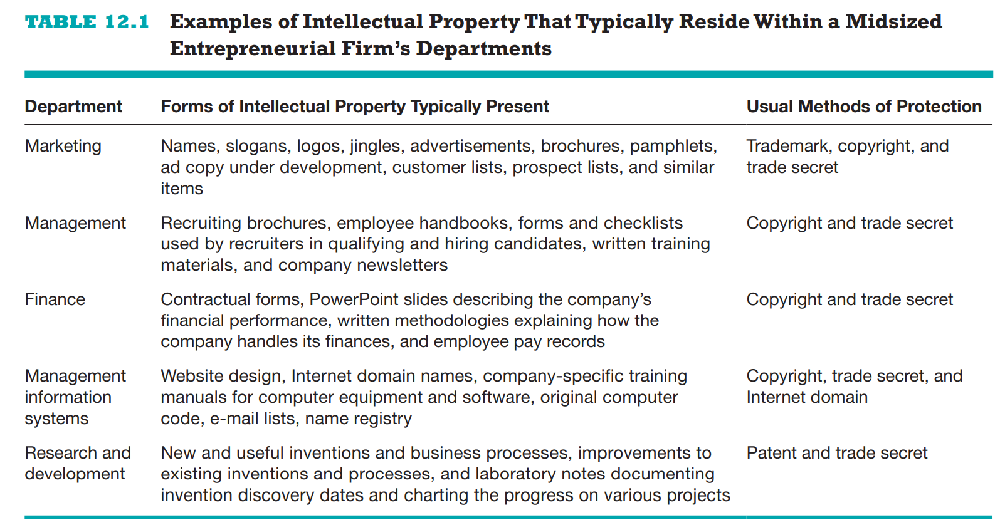 TABLE 12.1 Examples of Intellectual Property That Typically Reside Within a Midsized
Entrepreneurial Firm’s Departments
Department Forms of Intellectual Property Typically Present Usual Methods of Protection
Marketing Names, slogans, logos, jingles, advertisements, brochures, pamphlets, Trademark, copyright, and
ad copy under development, customer lists, prospect lists, and similar trade secret
items
Management Recruiting brochures, employee handbooks, forms and checklists Copyright and trade secret
used by recruiters in qualifying and hiring candidates, written training
materials, and company newsletters
Finance Contractual forms, PowerPoint slides describing the company’s Copyright and trade secret
financial performance, written methodologies explaining how the
company handles its finances, and employee pay records
Management Website design, Internet domain names, company-specific training Copyright, trade secret, and
information manuals for computer equipment and software, original computer Internet domain
systems code, e-mail lists, name registry
Research and New and useful inventions and business processes, improvements to Patent and trade secret
development existing inventions and processes, and laboratory notes documenting
invention discovery dates and charting the progress on various projects